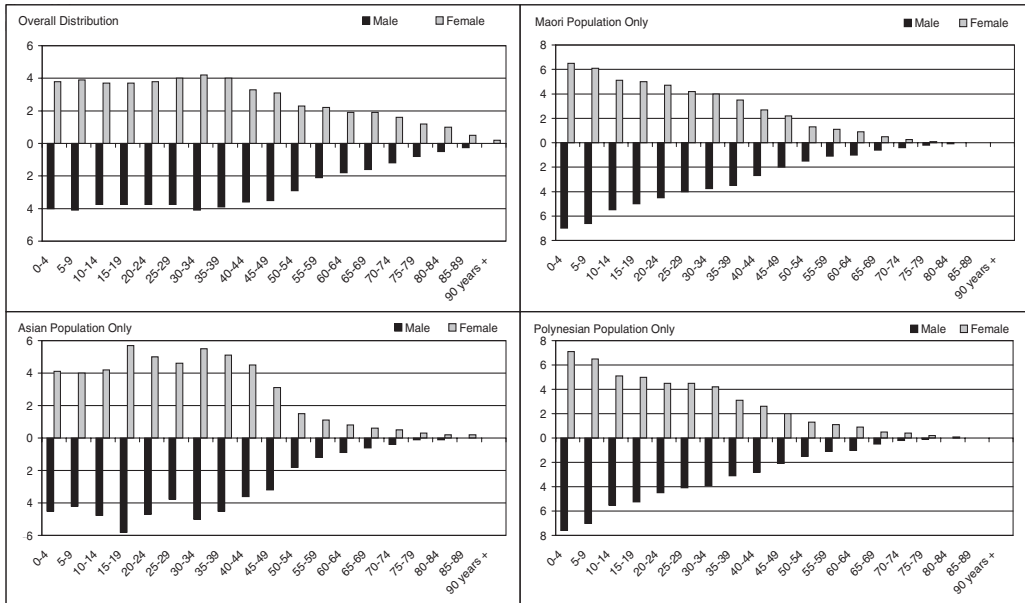 Overall Distribution
Male Female
6
4
2
0
2
4
6
0-4 5-9 10-14 15-19 20-24 25-29 30-34 35-39 40-44 45-49 50-54 55-59 60-64 65-69 70-74 75-79 80-84 85-89 90 years +
Maori Population Only
Male Female
8
6
4
2
0
2
4
6
8
0-4 5-9 10-14 15-19 20-24 25-29 30-34 35-39 40-44 45-49 50-54 55-59 60-64 65-69 70-74 75-79 80-84 85-89 90 years +
Asian Population Only
Male Female
6
4
2
0
2
4
-6
0-4 5-9 10-14 15-19 20-24 25-29 30-34 35-39 40-44 45-49 50-54 55-59 60-64 65-69 70-74 75-79 80-84 85-89 90 years +
Polynesian Population Only
Male Female
8
6
4
2
0
2
4
6
8
0-4 5-9 10-14 15-19 20-24 25-29 30-34 35-39 40-44 45-49 50-54 55-59 60-64 65-69 70-74 75-79 80-84 85-89 90 years +